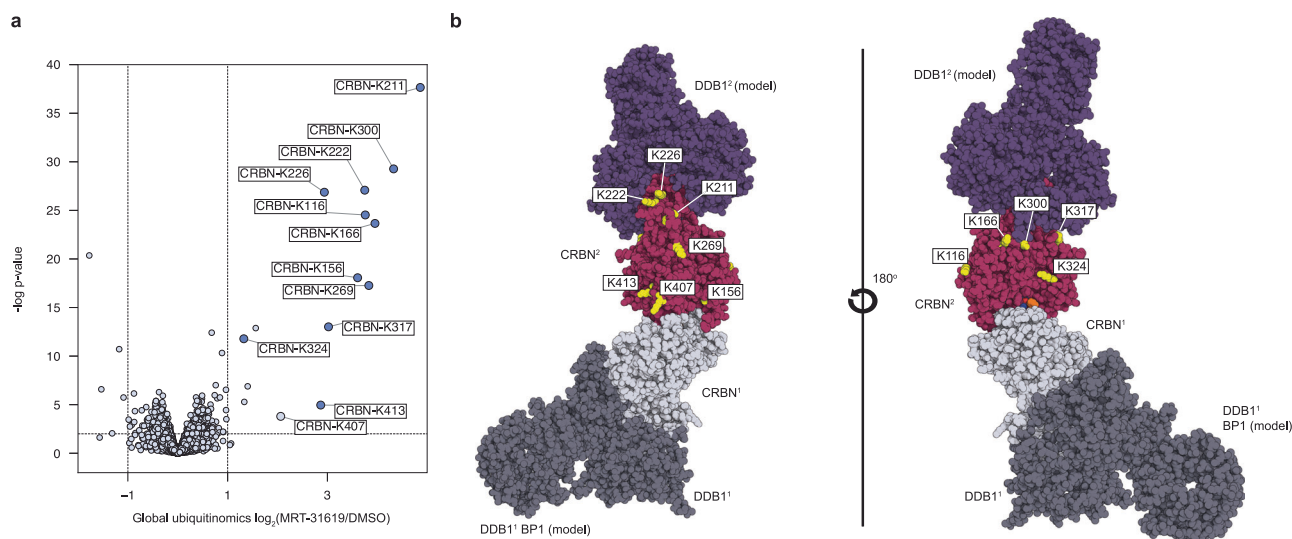 a
40
35
30
25
20
15
10
5
0
-log p-value
−1
1
3
Global ubiquitinomics log2(MRT-31619/DMSO)
CRBN-K211
CRBN-K300
CRBN-K222
CRBN-K226
CRBN-K116
CRBN-K166
CRBN-K156
CRBN-K269
CRBN-K317
CRBN-K324
CRBN-K413
CRBN-K407
b
DDB1² (model)
K226
K222
K211
K269
CRBN²
K413
K407
K156
CRBN¹
DDB1¹
DDB1¹ BP1 (model)
180º
DDB1² (model)
K166
K300
K317
K116
K324
CRBN²
CRBN¹
DDB1¹
BP1 (model)
DDB1¹